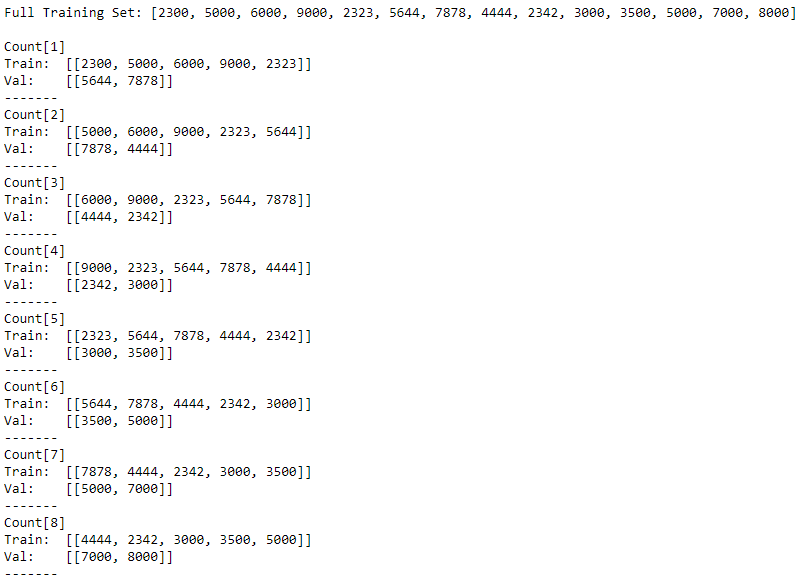 Full Training Set: [2300, 5000, 6000, 9000, 2323, 5644, 7878, 4444, 2342, 3000, 3500, 5000, 7000, 8000]
Count[1]
Train:  [[2300, 5000, 6000, 9000, 2323]]
Val:    [[5644, 7878]]
-------
Count[2]
Train:  [[5000, 6000, 9000, 2323, 5644]]
Val:    [[7878, 4444]]
-------
Count[3]
Train:  [[6000, 9000, 2323, 5644, 7878]]
Val:    [[4444, 2342]]
-------
Count[4]
Train:  [[9000, 2323, 5644, 7878, 4444]]
Val:    [[2342, 3000]]
-------
Count[5]
Train:  [[2323, 5644, 7878, 4444, 2342]]
Val:    [[3000, 3500]]
-------
Count[6]
Train:  [[5644, 7878, 4444, 2342, 3000]]
Val:    [[3500, 5000]]
-------
Count[7]
Train:  [[7878, 4444, 2342, 3000, 3500]]
Val:    [[5000, 7000]]
-------
Count[8]
Train:  [[4444, 2342, 3000, 3500, 5000]]
Val:    [[7000, 8000]]
-------